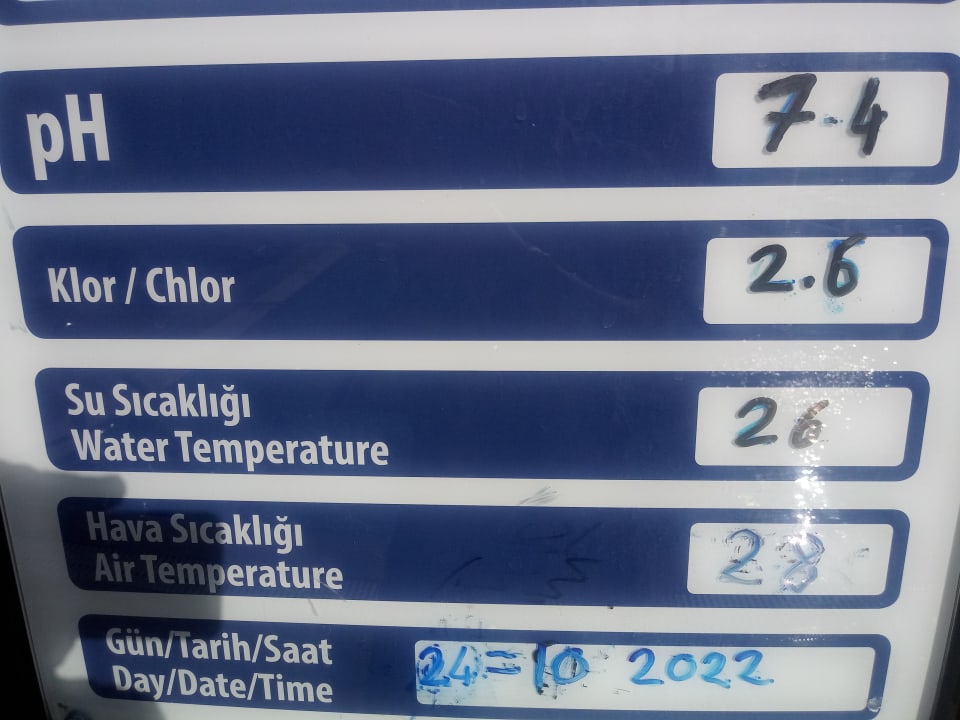 pH 7.4
Klor / Chlor 2.6
Su Sıcaklığı
Water Temperature 26
Hava Sıcaklığı
Air Temperature 28
Gün/Tarih/Saat
Day/Date/Time 24=10 2022